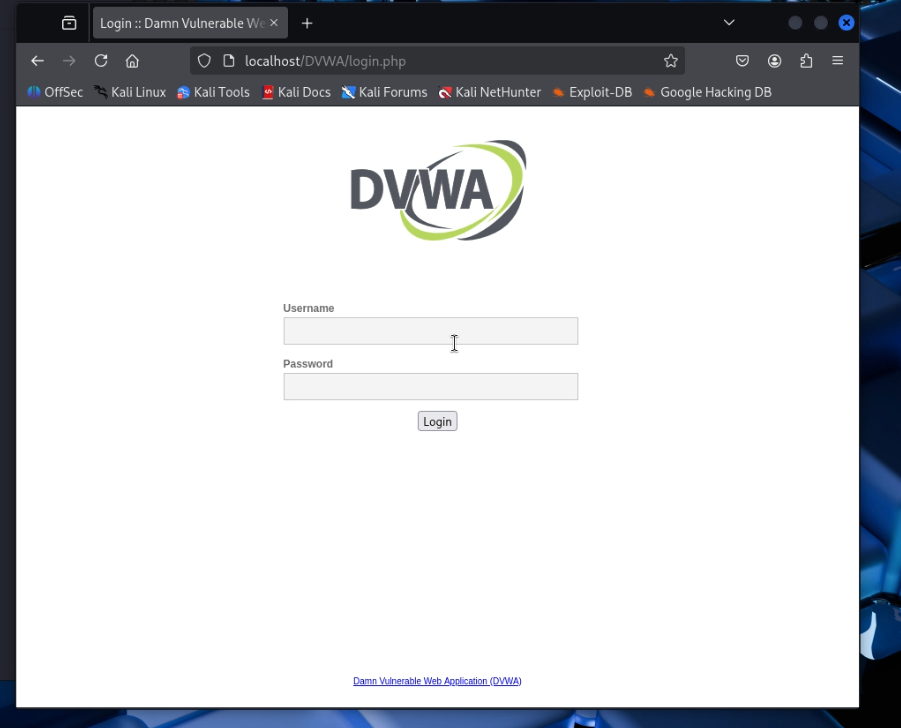 Login :: Damn Vulnerable We
localhost/DVWA/login.php
OffSec Kali Linux Kali Tools Kali Docs Kali Forums Kali NetHunter Exploit-DB Google Hacking DB
DVWA
Username
Password
Login
Damn Vulnerable Web Application (DVWA)